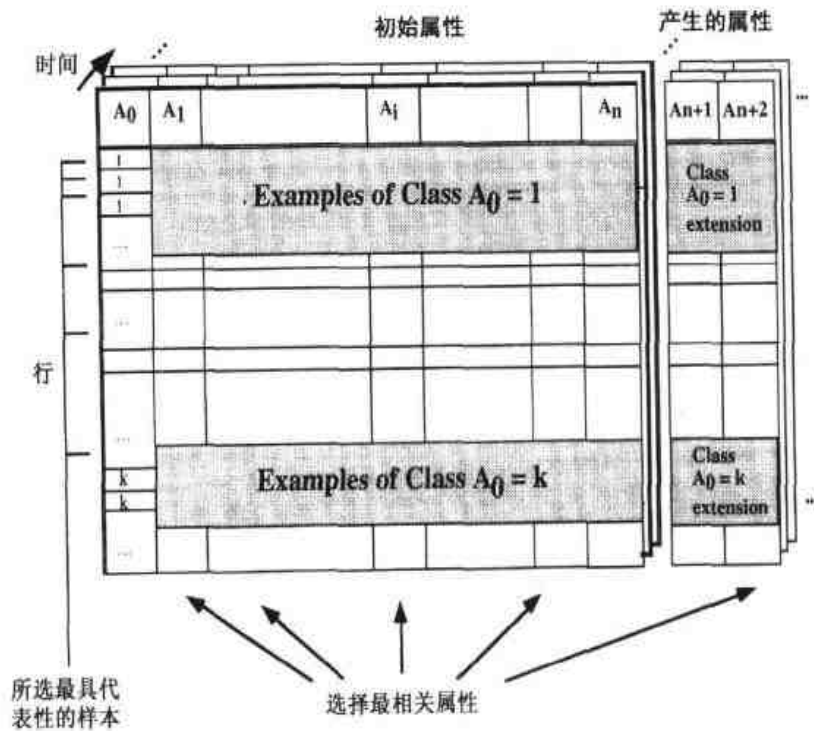 初始属性
产生的属性
时间
A0 A1 Ai An
An+1 An+2 ...
1
1
1
...
Examples of Class A0 = 1
Class
A0 = 1
extension
...
行
...
k
k
...
Examples of Class A0 = k
Class
A0 = k
extension
...
所选最具代
表性的样本
选择最相关属性